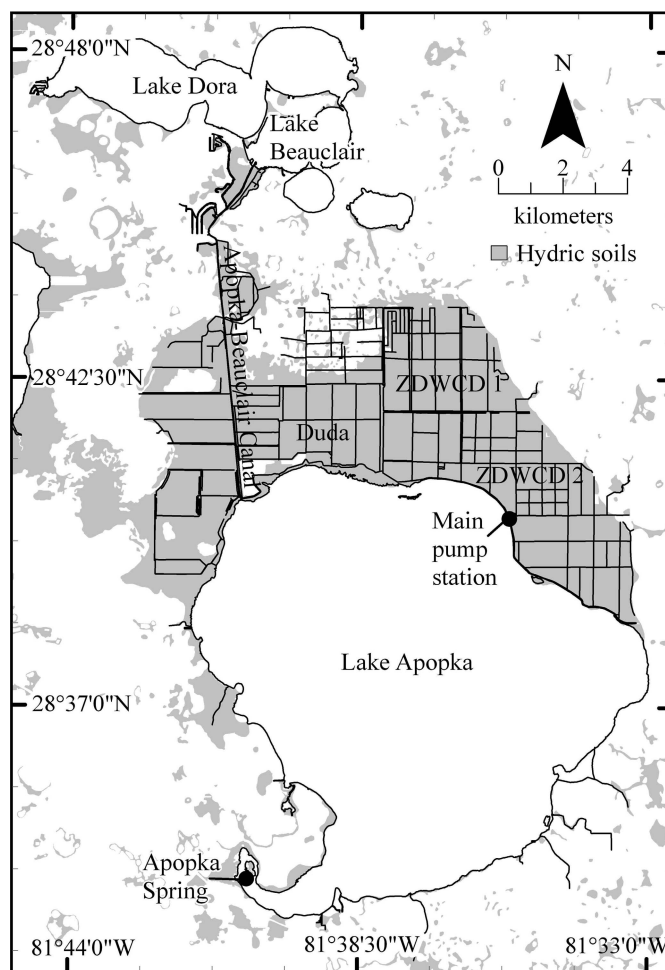 28°48'0"N
Lake Dora
Lake
Beauclair
N
0 2 4
kilometers
Hydric soils
Apopka-Beauclair Canal
28°42'30"N
ZDWCD 1
Duda
ZDWCD 2
Main
pump
station
Lake Apopka
28°37'0"N
Apopka
Spring
81°44'0"W
81°38'30"W
81°33'0"W